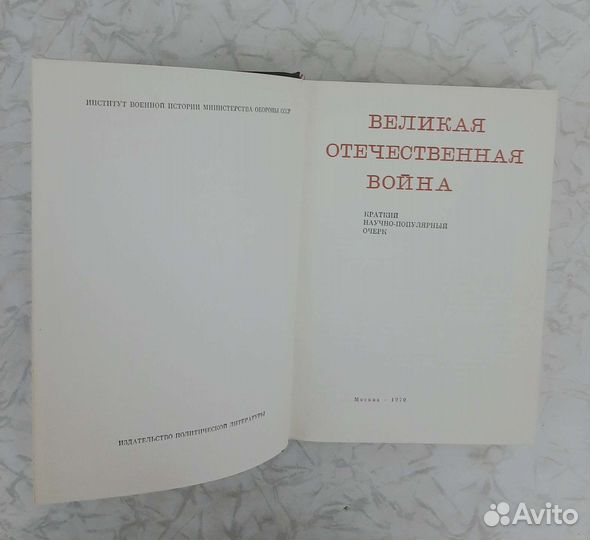 ИНСТИТУТ ВОЕННОЙ ИСТОРИИ МИНИСТЕРСТВА ОБОРОНЫ СССР
ИЗДАТЕЛЬСТВО ПОЛИТИЧЕСКОЙ ЛИТЕРАТУРЫ
ВЕЛИКАЯ
ОТЕЧЕСТВЕННАЯ
ВОЙНА
КРАТКИЙ
НАУЧНО-ПОПУЛЯРНЫЙ
ОЧЕРК
Москва - 1970
Avito